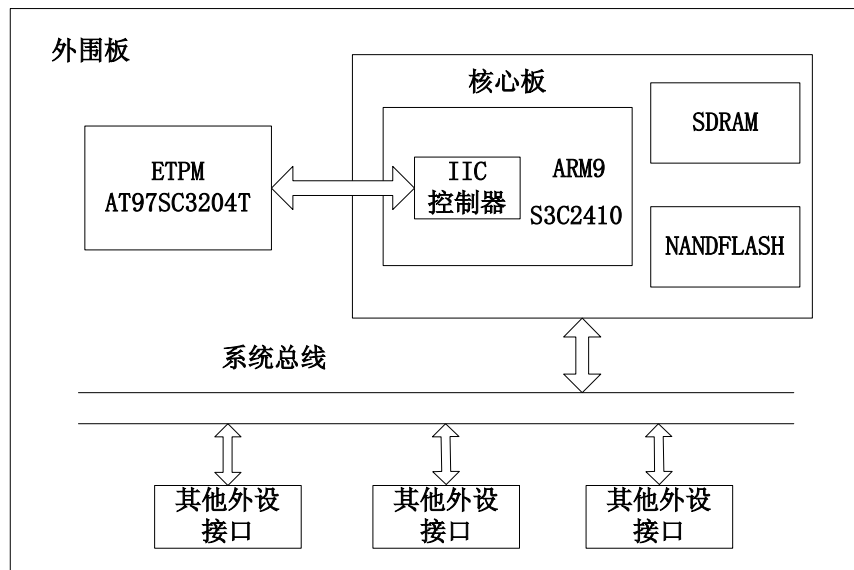 外围板
核心板
ETPM
AT97SC3204T
IIC
控制器
ARM9
S3C2410
SDRAM
NANDFLASH
系统总线
其他外设
接口
其他外设
接口
其他外设
接口